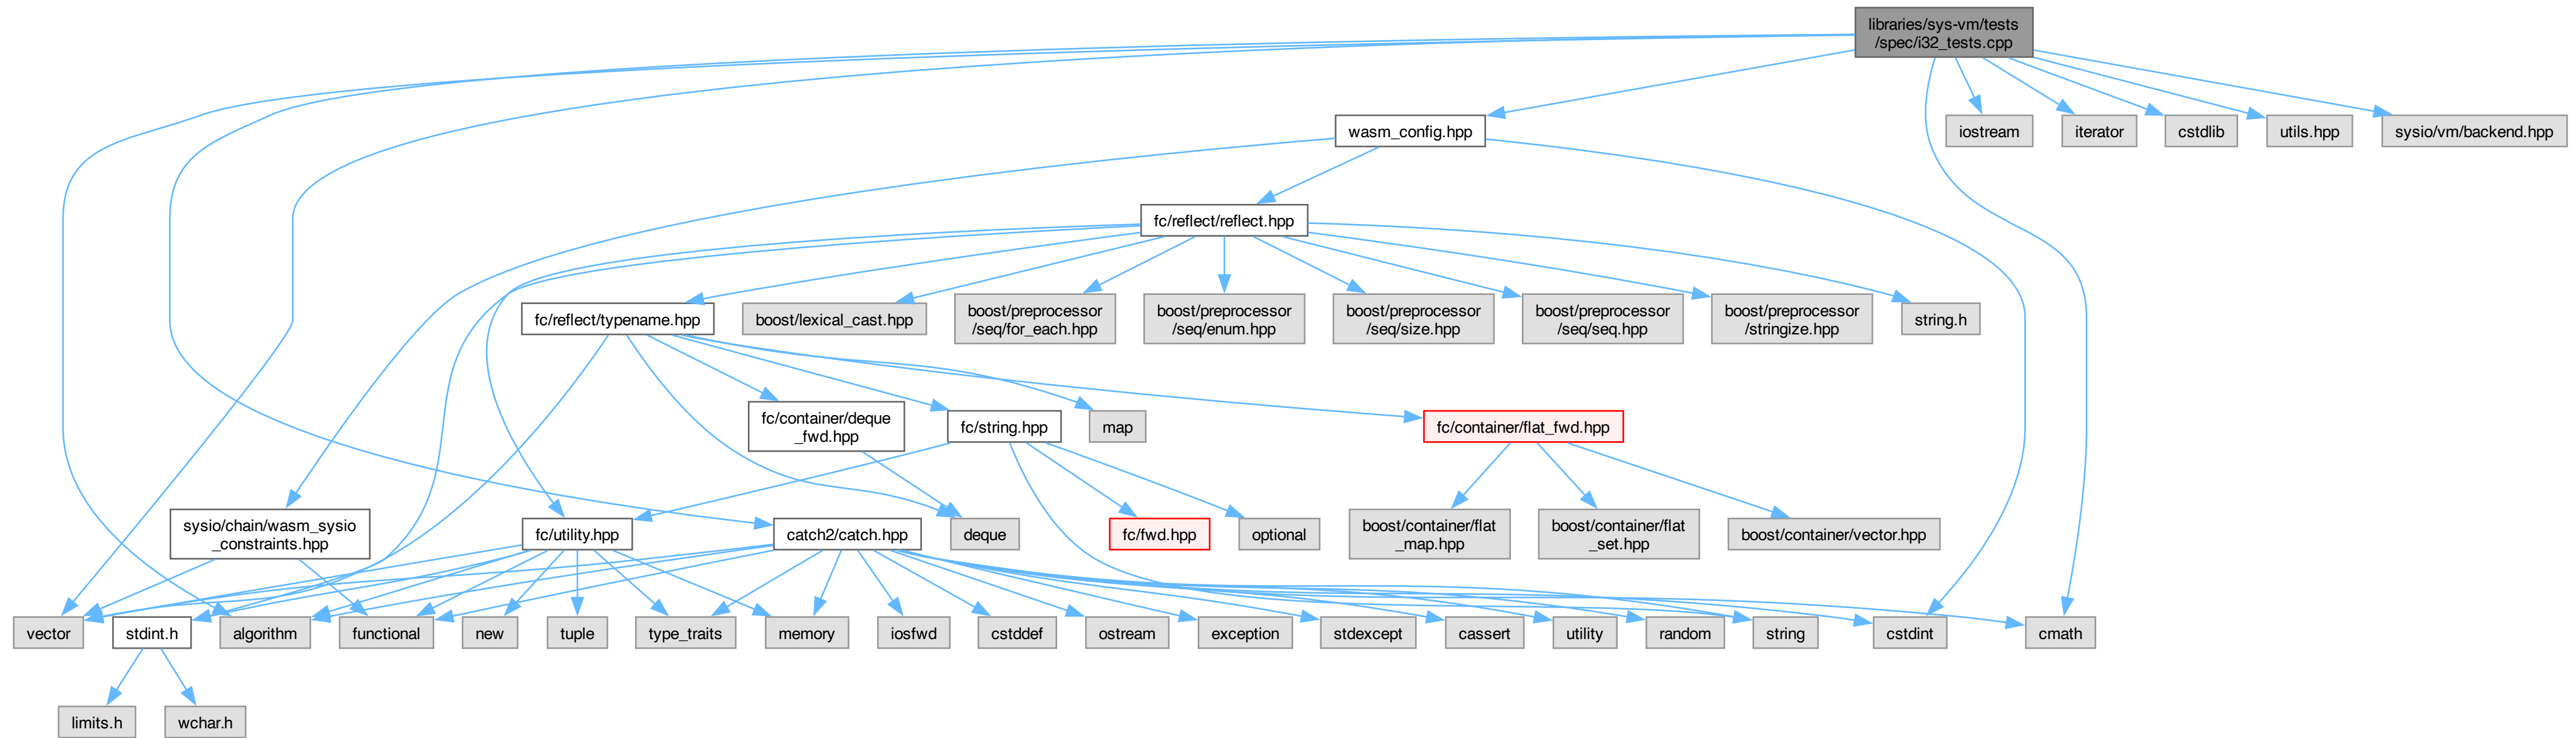 libraries/sys-vm/tests
/spec/i32_tests.cpp
wasm_config.hpp
iostream
iterator
cstdlib
utils.hpp
sysio/vm/backend.hpp
fc/reflect/reflect.hpp
fc/reflect/typename.hpp
boost/lexical_cast.hpp
boost/preprocessor
/seq/for_each.hpp
boost/preprocessor
/seq/enum.hpp
boost/preprocessor
/seq/size.hpp
boost/preprocessor
/seq/seq.hpp
boost/preprocessor
/stringize.hpp
string.h
fc/container/deque
_fwd.hpp
fc/string.hpp
map
fc/container/flat_fwd.hpp
sysio/chain/wasm_sysio
_constraints.hpp
fc/utility.hpp
catch2/catch.hpp
deque
fc/fwd.hpp
optional
boost/container/flat
_map.hpp
boost/container/flat
_set.hpp
boost/container/vector.hpp
vector
stdint.h
algorithm
functional
new
tuple
type_traits
memory
iosfwd
cstddef
ostream
exception
stdexcept
cassert
utility
random
string
cstdint
cmath
limits.h
wchar.h